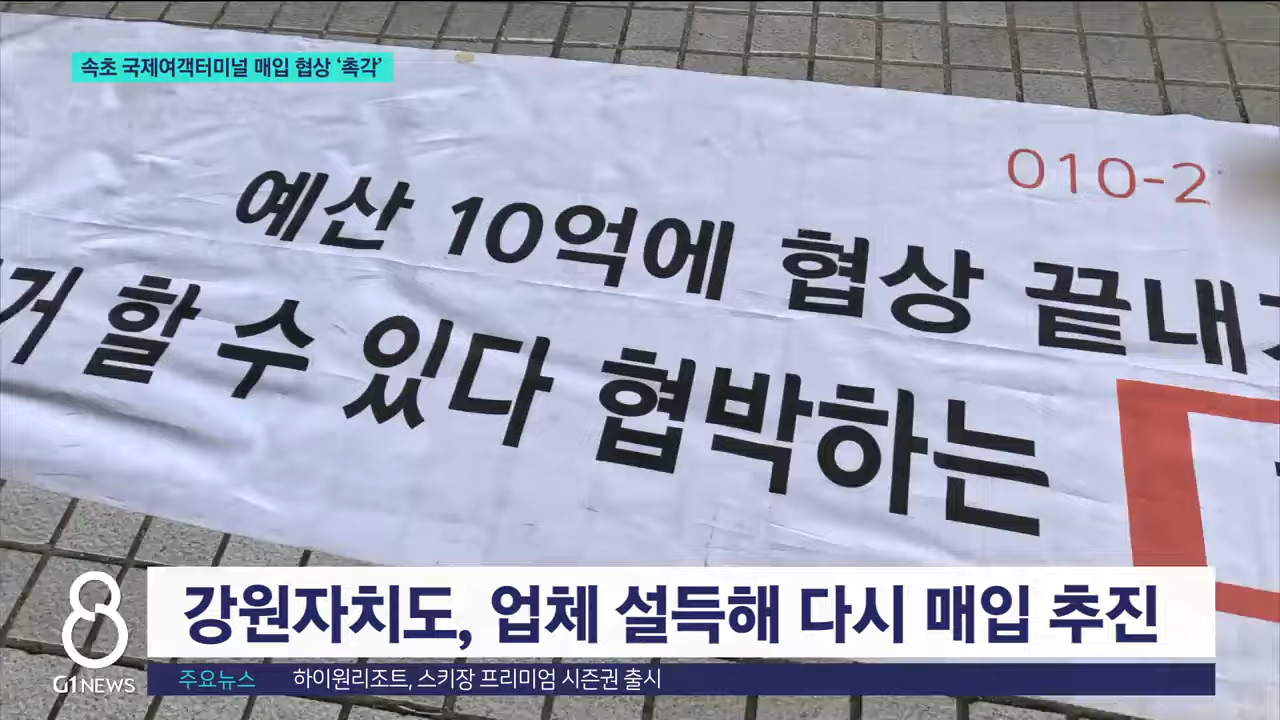 속초 국제여객터미널 매입 협상 '촉각'
010-2
예산 10억에 협상 끝내
거 할 수 있다 협박하는
강원자치도, 업체 설득해 다시 매입 추진
8
G1 NEWS
주요뉴스 하이원리조트, 스키장 프리미엄 시즌권 출시